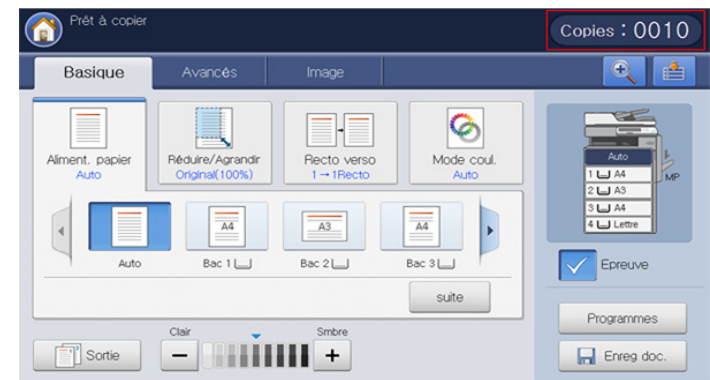 Prêt à copier
Copies : 0010
Basique
Avancés
Image
Aliment. papier
Auto
Réduire/Agrandir
Original(100%)
Recto verso
1→1Recto
Mode coul.
Auto
A4
A3
A4
Auto
Bac 1
Bac 2
Bac 3
suite
Sortie
Clair
Smbre
Auto
1 A4
2 A3
3 A4
4 Lettre
MP
Epreuve
Programmes
Enreg doc.